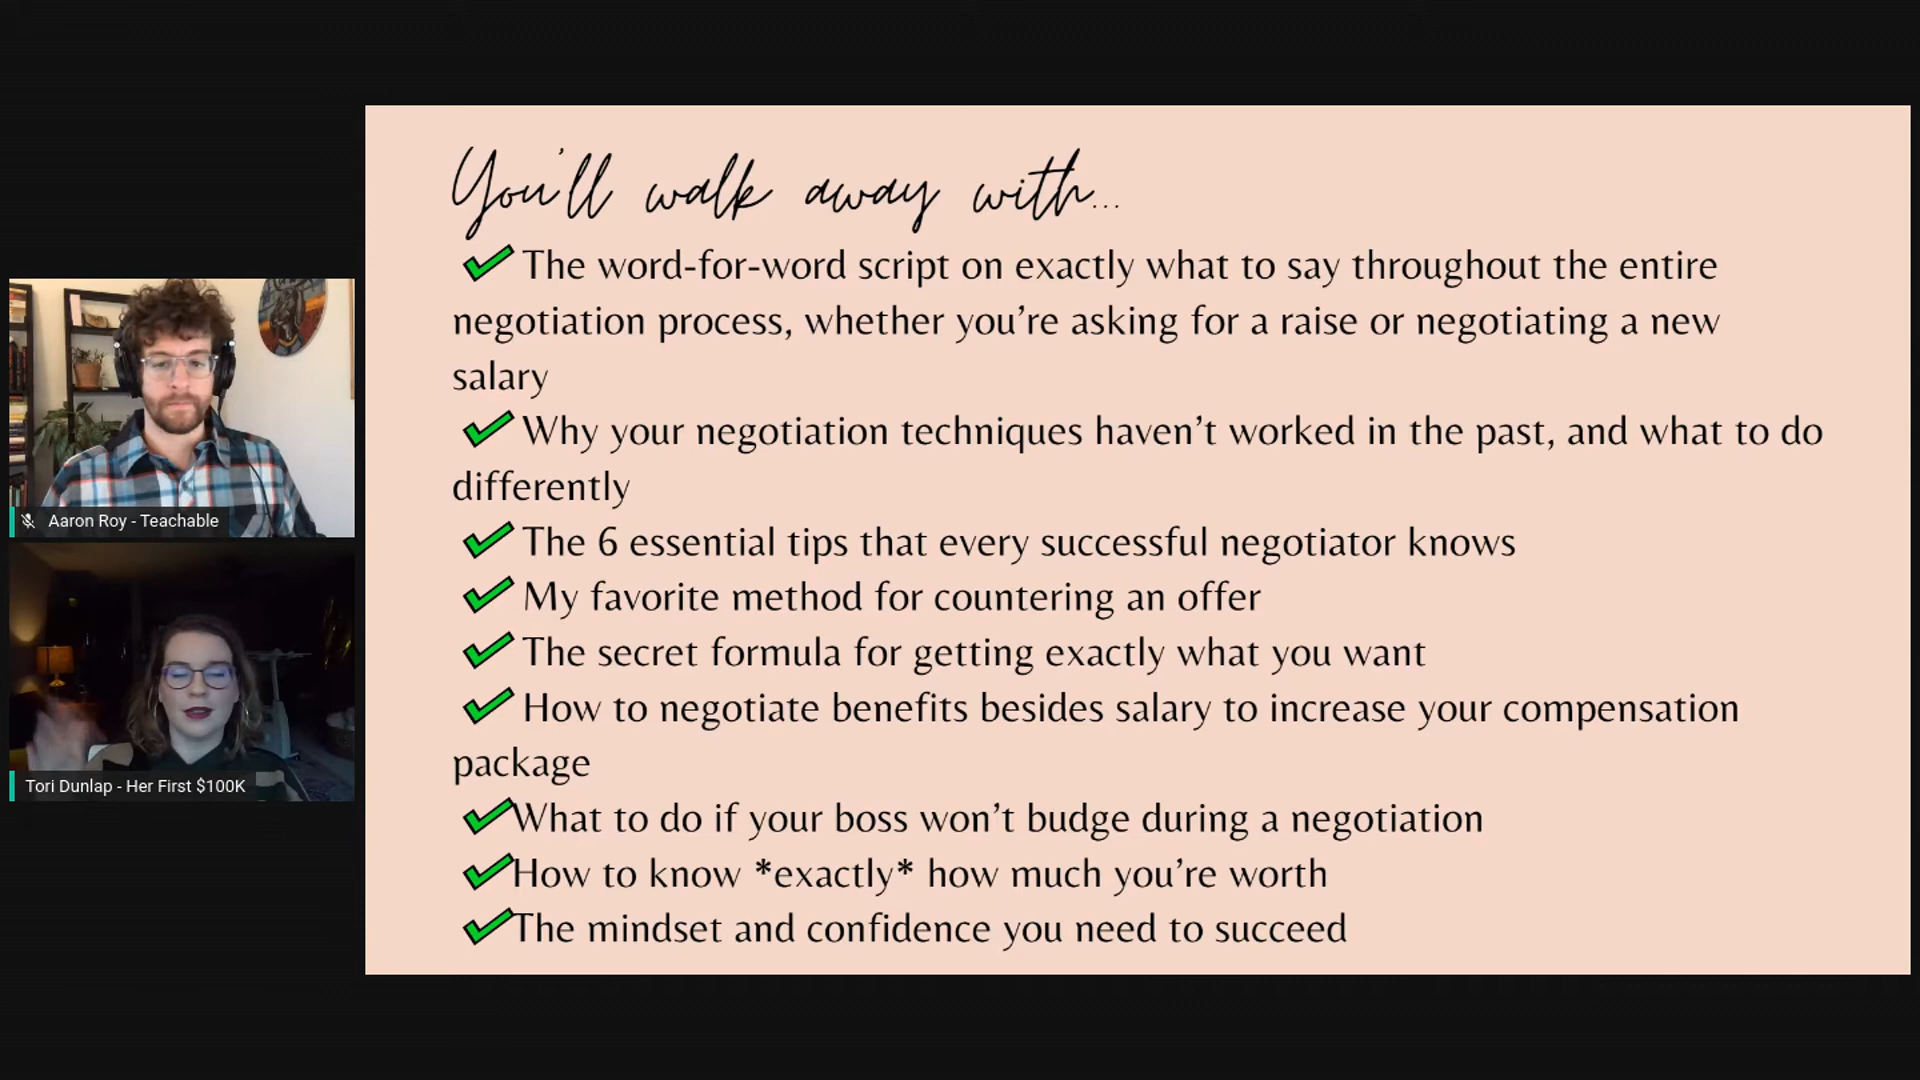 You'll walk away with...
The word-for-word script on exactly what to say throughout the entire
negotiation process, whether you're asking for a raise or negotiating a new
salary
Why your negotiation techniques haven't worked in the past, and what to do
differently
The 6 essential tips that every successful negotiator knows
My favorite method for countering an offer
The secret formula for getting exactly what you want
How to negotiate benefits besides salary to increase your compensation
package
What to do if your boss won't budge during a negotiation
How to know *exactly* how much you're worth
The mindset and confidence you need to succeed
Aaron Roy - Teachable
Tori Dunlap - Her First $100K